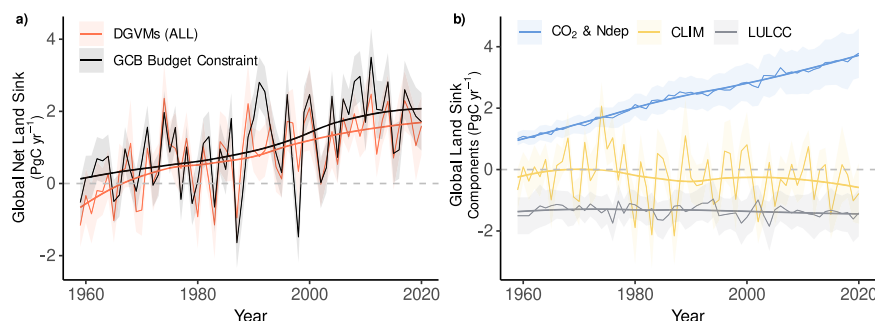 a)
DGVMs (ALL)
GCB Budget Constraint
Global Net Land Sink
(PgC yr⁻¹)
4
2
0
-2
1960
1980
2000
2020
Year
b)
CO₂ & Ndep
CLIM
LULCC
Global Land Sink
Components (PgC yr⁻¹)
4
2
0
-2
1960
1980
2000
2020
Year